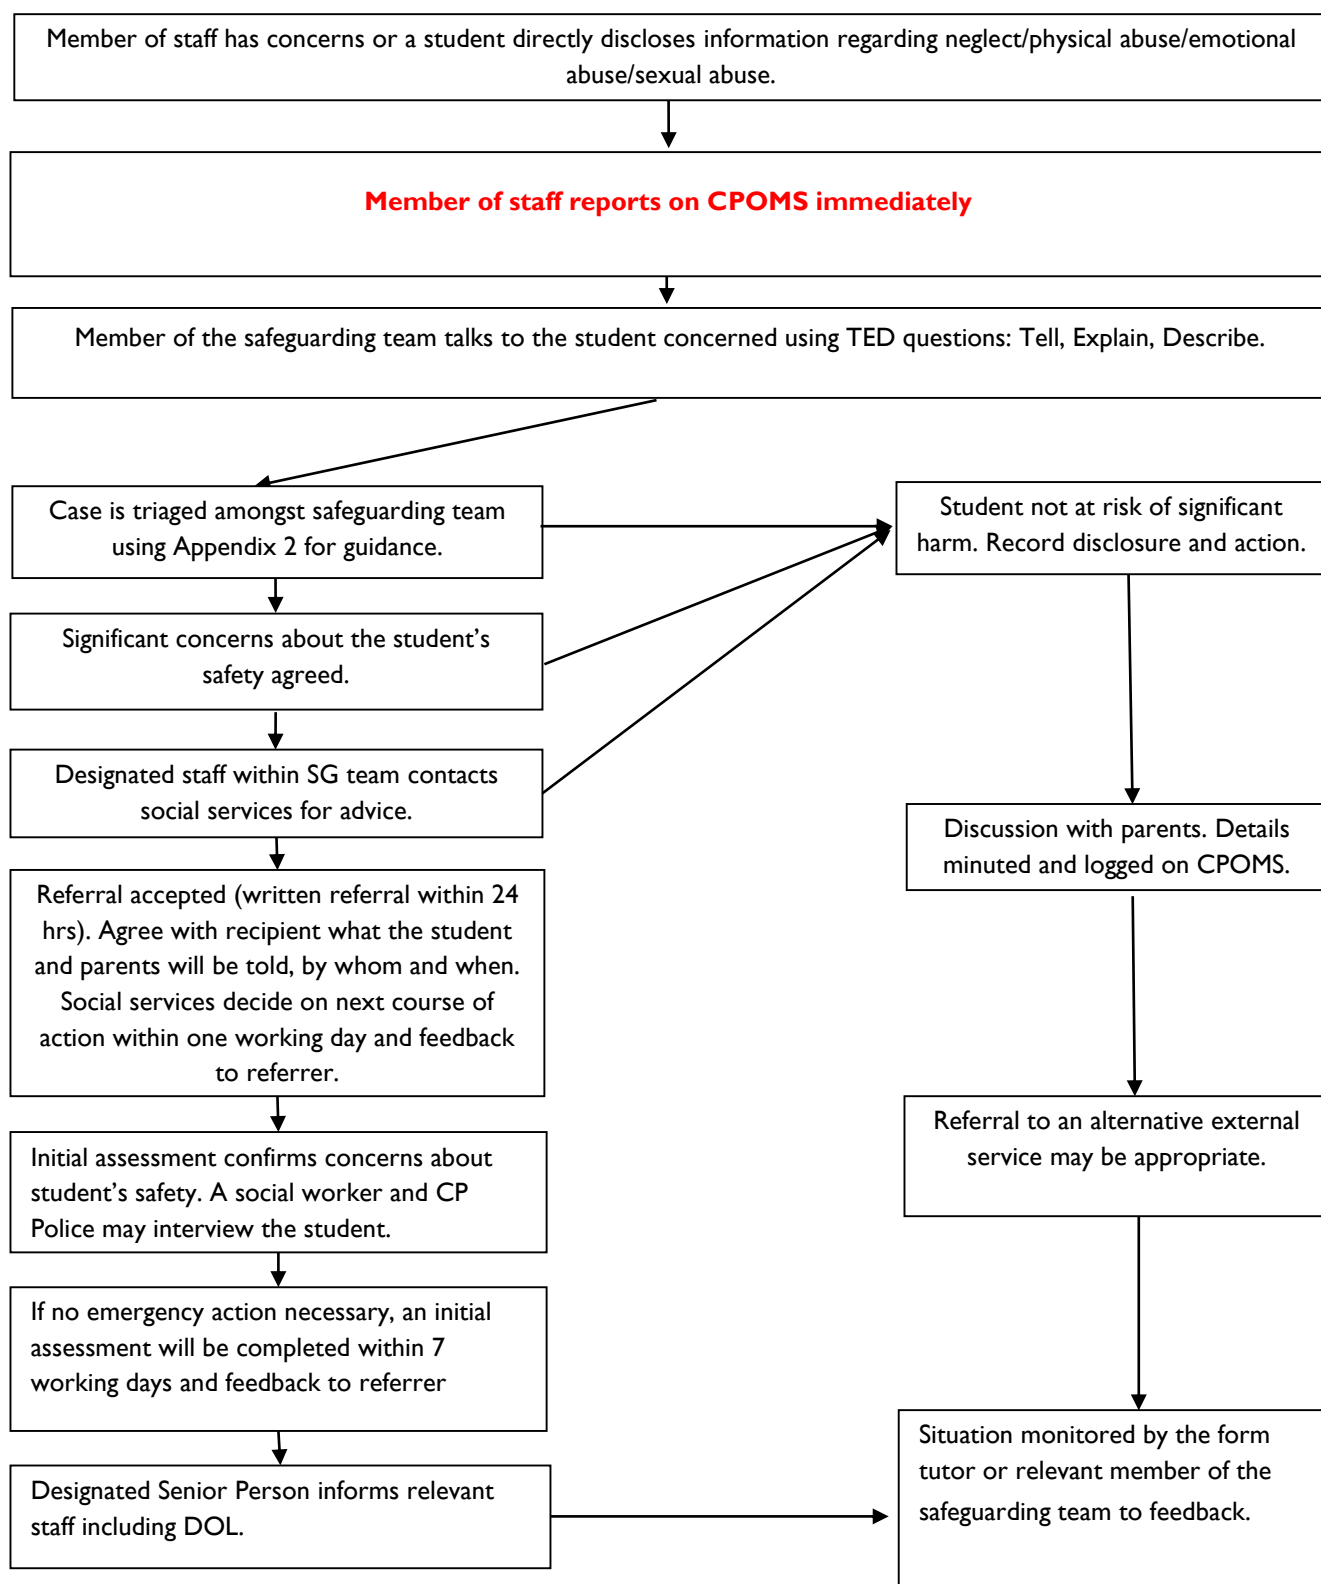 Member of staff has concerns or a student directly discloses information regarding neglect/physical abuse/emotional
abuse/sexual abuse.
Member of staff reports on CPOMS immediately
Member of the safeguarding team talks to the student concerned using TED questions: Tell, Explain, Describe.
Case is triaged amongst safeguarding team
using Appendix 2 for guidance.
Student not at risk of significant
harm. Record disclosure and action.
Significant concerns about the student’s
safety agreed.
Designated staff within SG team contacts
social services for advice.
Discussion with parents. Details
minuted and logged on CPOMS.
Referral accepted (written referral within 24
hrs). Agree with recipient what the student
and parents will be told, by whom and when.
Social services decide on next course of
action within one working day and feedback
to referrer.
Referral to an alternative external
service may be appropriate.
Initial assessment confirms concerns about
student’s safety. A social worker and CP
Police may interview the student.
If no emergency action necessary, an initial
assessment will be completed within 7
working days and feedback to referrer
Situation monitored by the form
tutor or relevant member of the
safeguarding team to feedback.
Designated Senior Person informs relevant
staff including DOL.